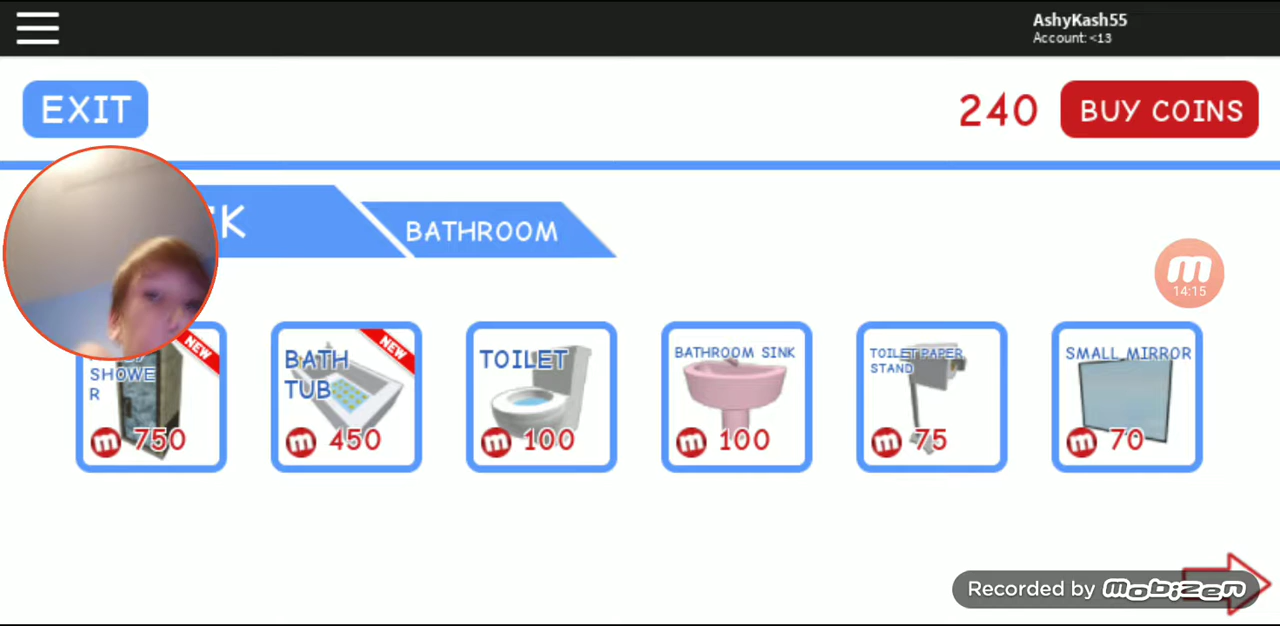 AshyKash55
Account: <13
EXIT
240
BUY COINS
BATHROOM
14:15
NEW
SHOWE
R
750
NEW
BATH
TUB
450
TOILET
100
BATHROOM SINK
100
TOILET PAPER
STAND
75
SMALL MIRROR
70
Recorded by mobizen